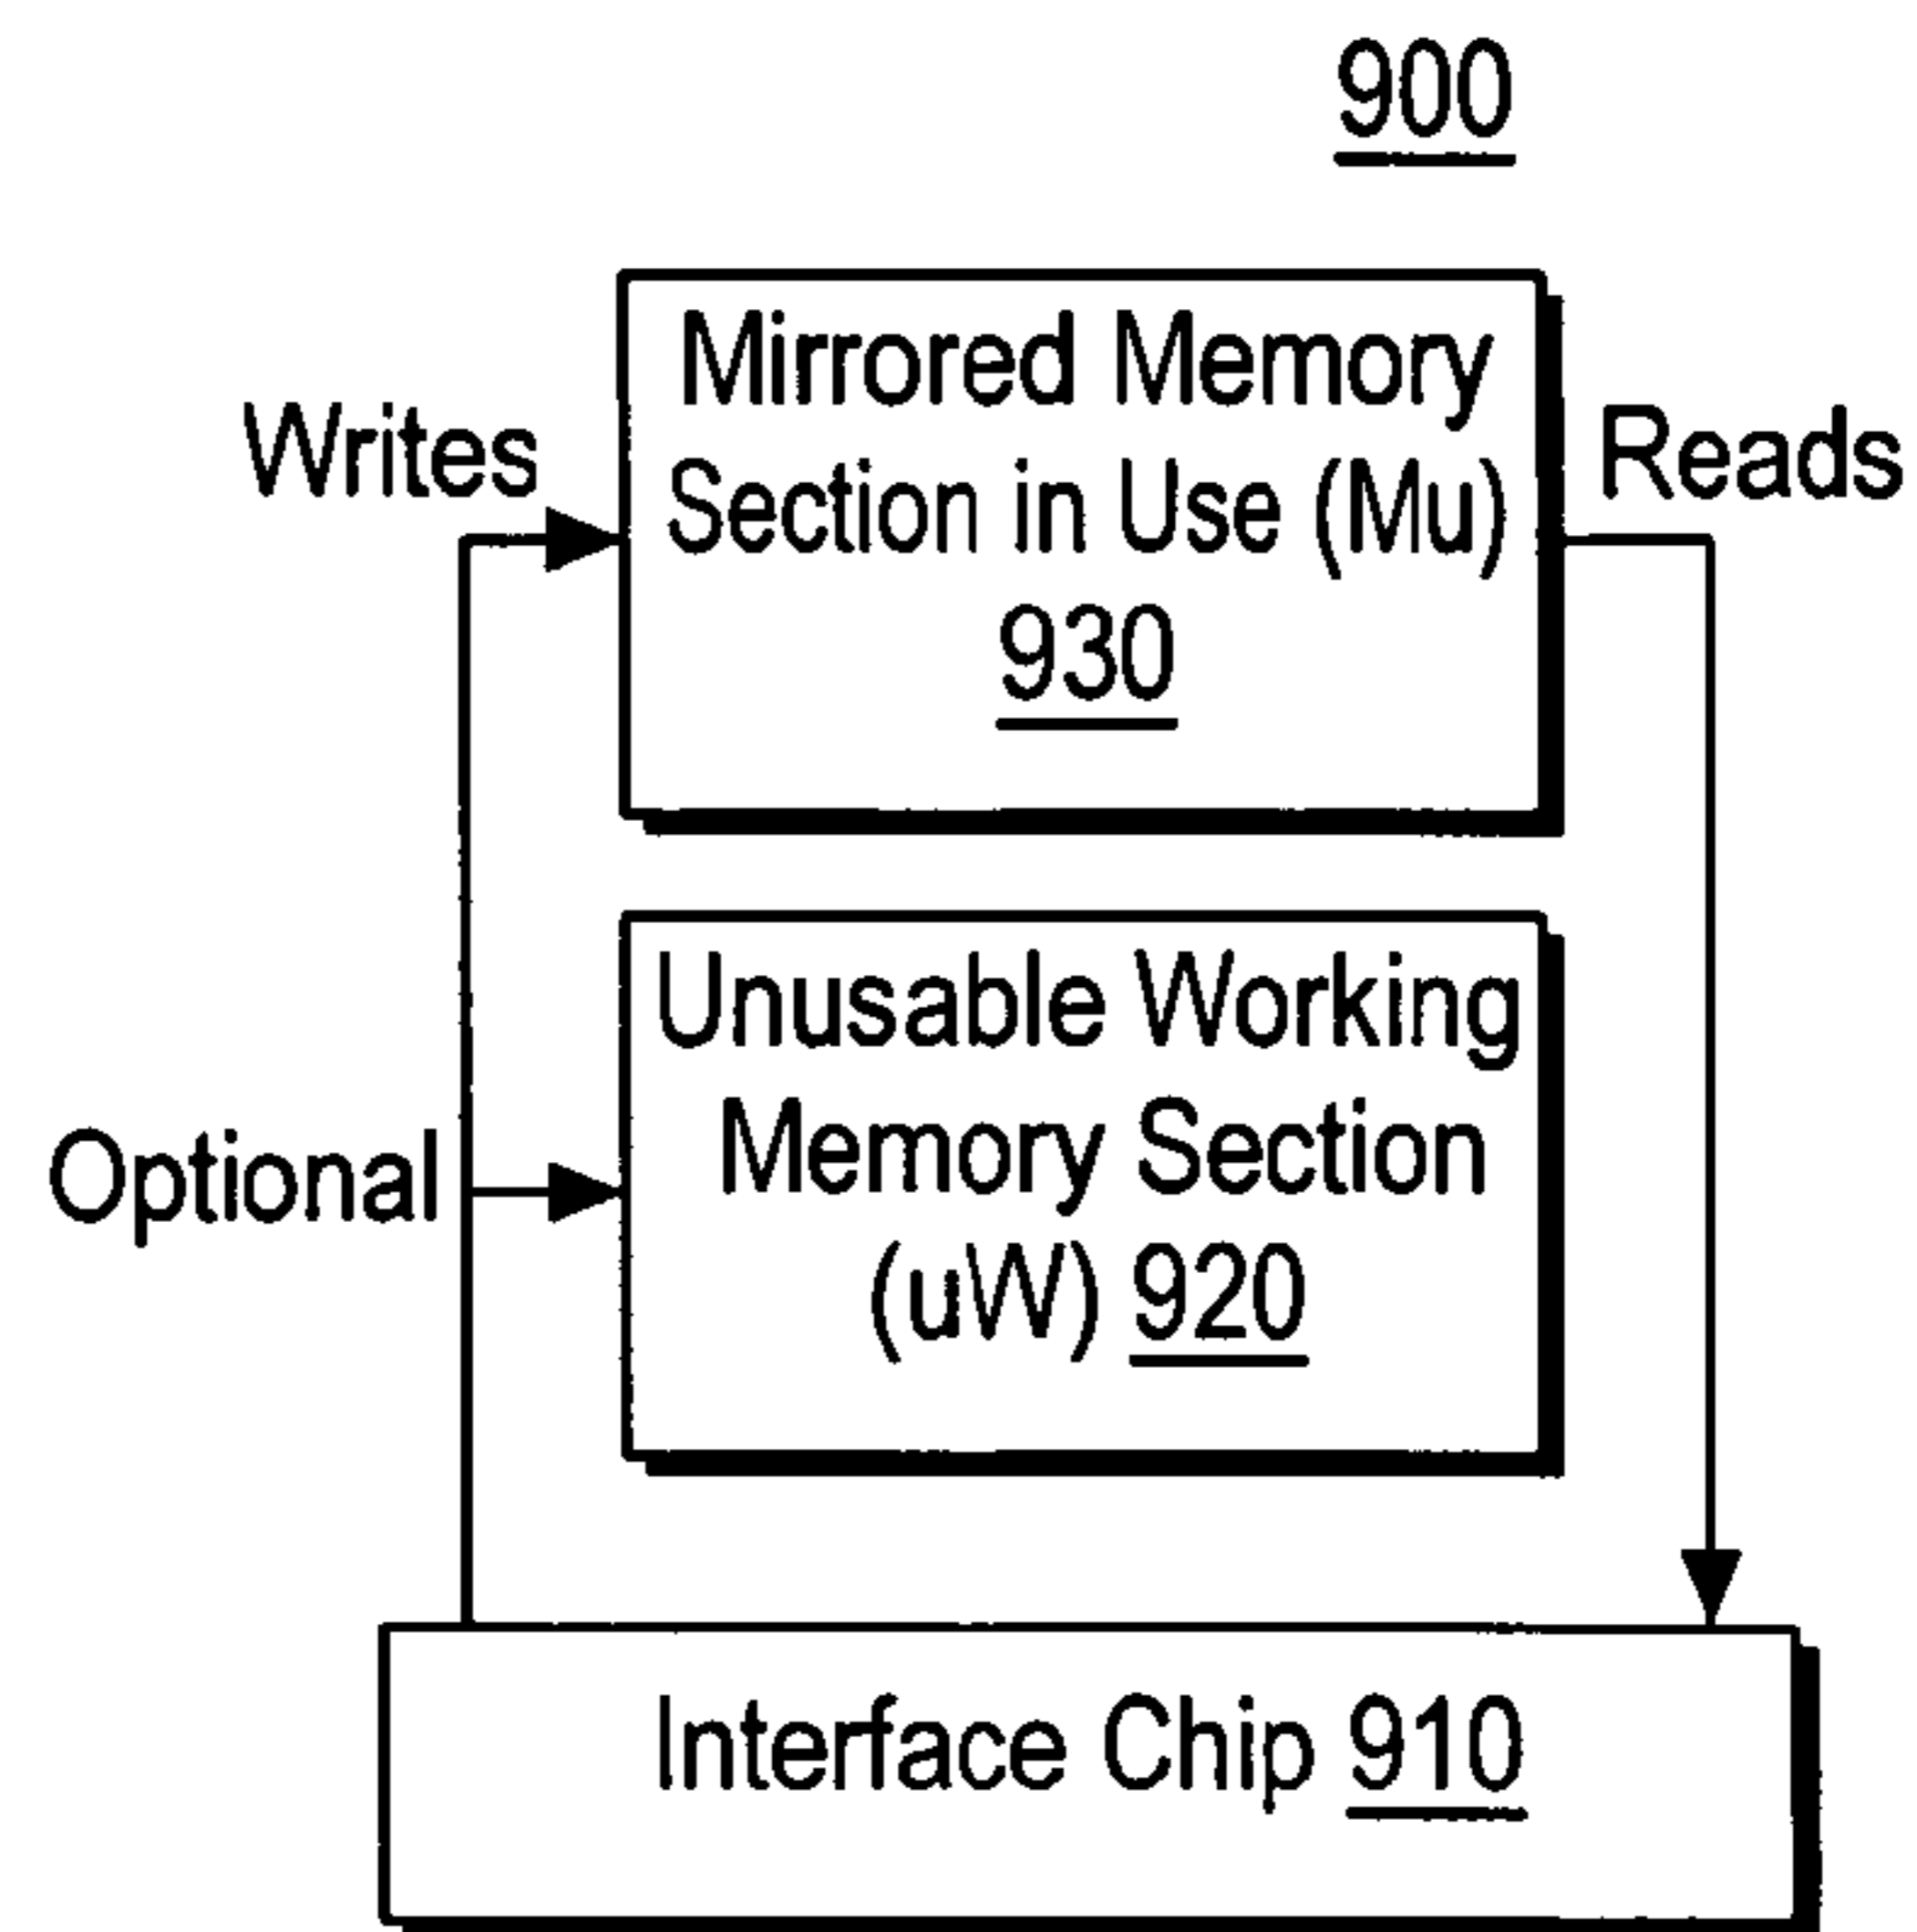 900
Mirrored Memory
Section in Use (Mu)
930
Writes
Reads
Unusable Working
Memory Section
(uW) 920
Optional
Interface Chip 910